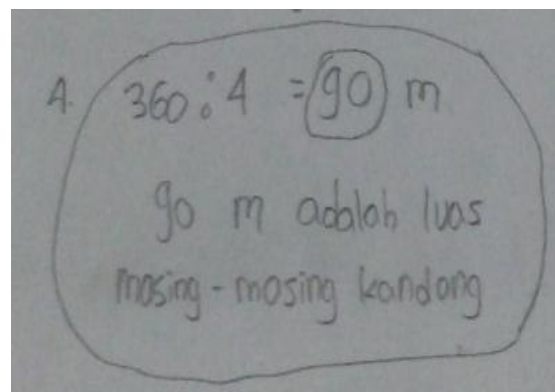 A. 360 : 4 = 90 m
90 m adalah luas
masing - masing kandang